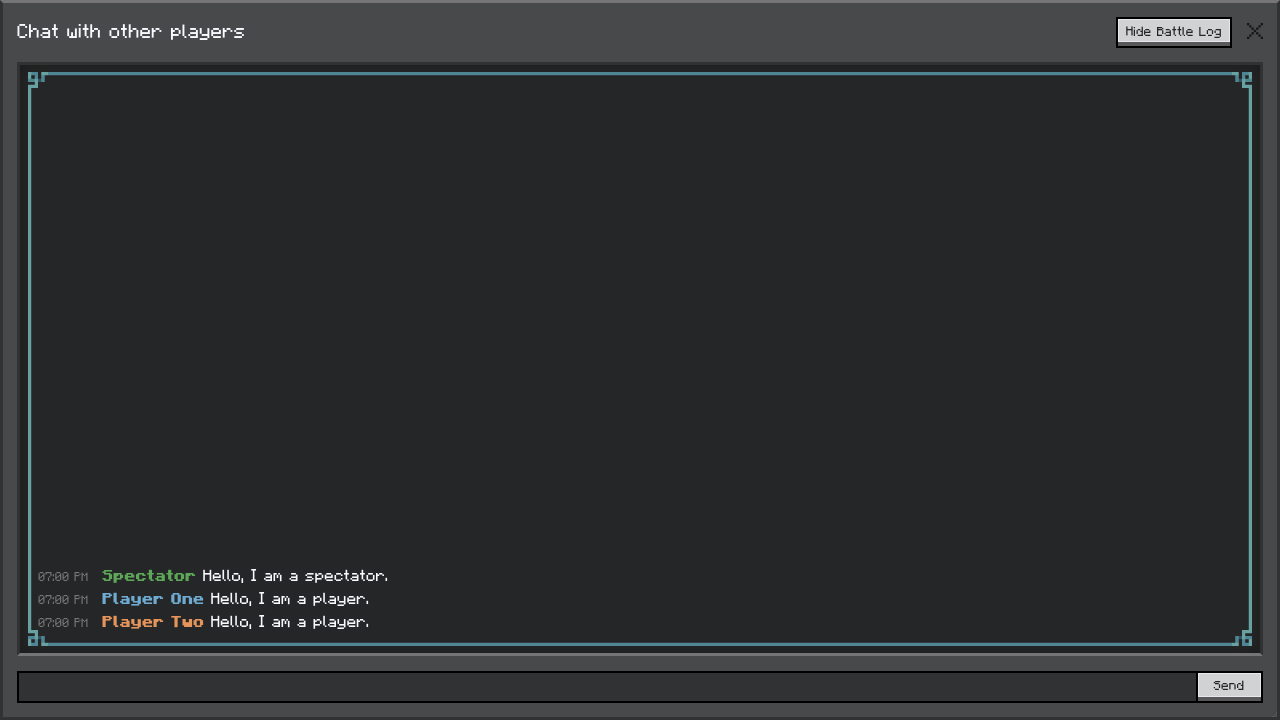 Chat with other players
Hide Battle Log
07:00 PM Spectator Hello, I am a spectator.
07:00 PM Player One Hello, I am a player.
07:00 PM Player Two Hello, I am a player.
Send